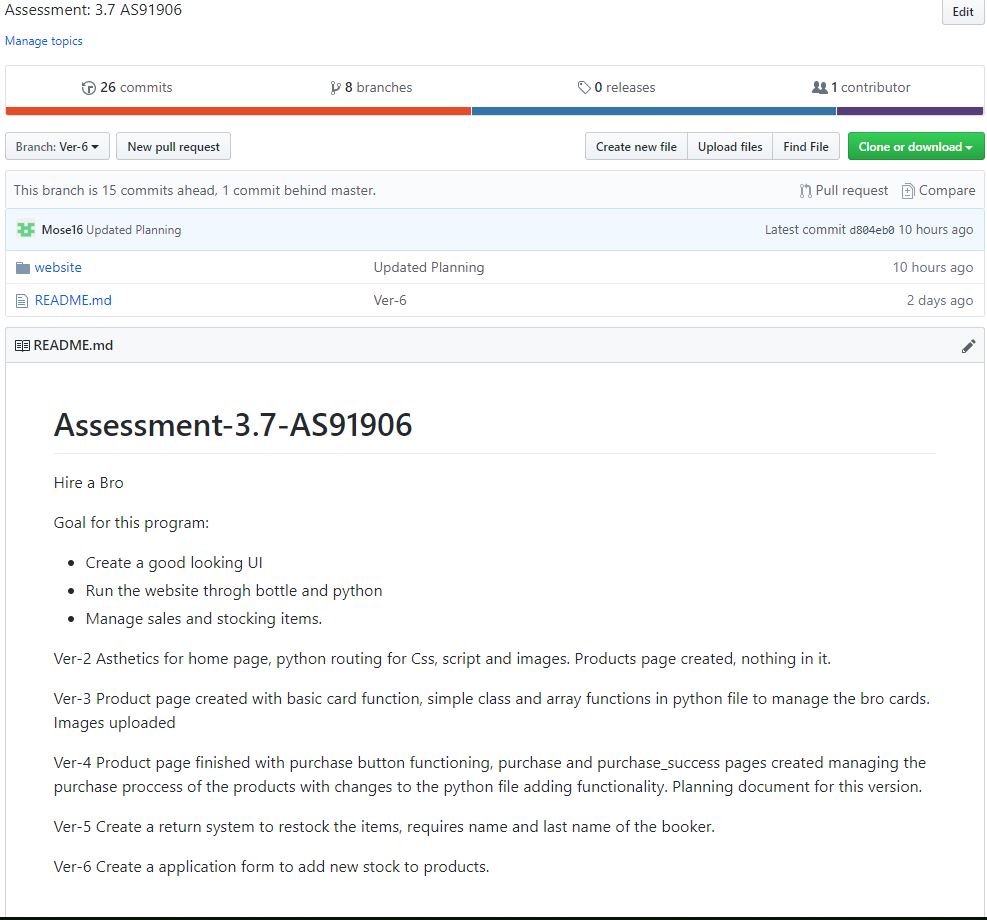 Assessment: 3.7 AS91906
Edit
Manage topics
26 commits
8 branches
0 releases
1 contributor
Branch: Ver-6
New pull request
Create new file
Upload files
Find File
Clone or download
This branch is 15 commits ahead, 1 commit behind master.
Pull request
Compare
Mose16 Updated Planning
Latest commit d804eb0 10 hours ago
website
Updated Planning
10 hours ago
README.md
Ver-6
2 days ago
README.md
Assessment-3.7-AS91906
Hire a Bro
Goal for this program:
• Create a good looking UI
• Run the website throgh bottle and python
• Manage sales and stocking items.
Ver-2 Asthetics for home page, python routing for Css, script and images. Products page created, nothing in it.
Ver-3 Product page created with basic card function, simple class and array functions in python file to manage the bro cards.
Images uploaded
Ver-4 Product page finished with purchase button functioning, purchase and purchase_success pages created managing the
purchase proccess of the products with changes to the python file adding functionality. Planning document for this version.
Ver-5 Create a return system to restock the items, requires name and last name of the booker.
Ver-6 Create a application form to add new stock to products.